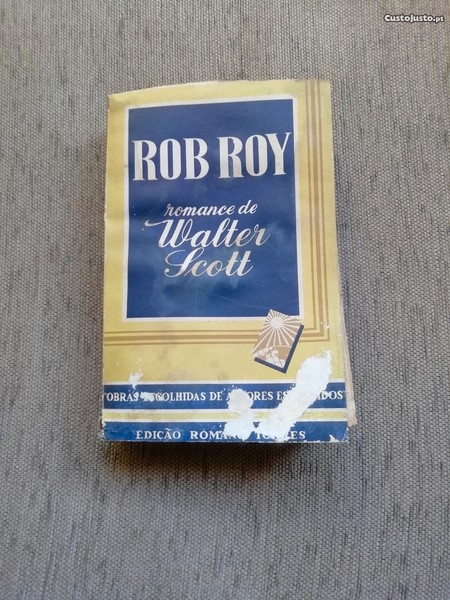 CustoJusto.pt
ROB ROY
romance de
Walter
Scott
OBRAS DE
EDIÇÃO